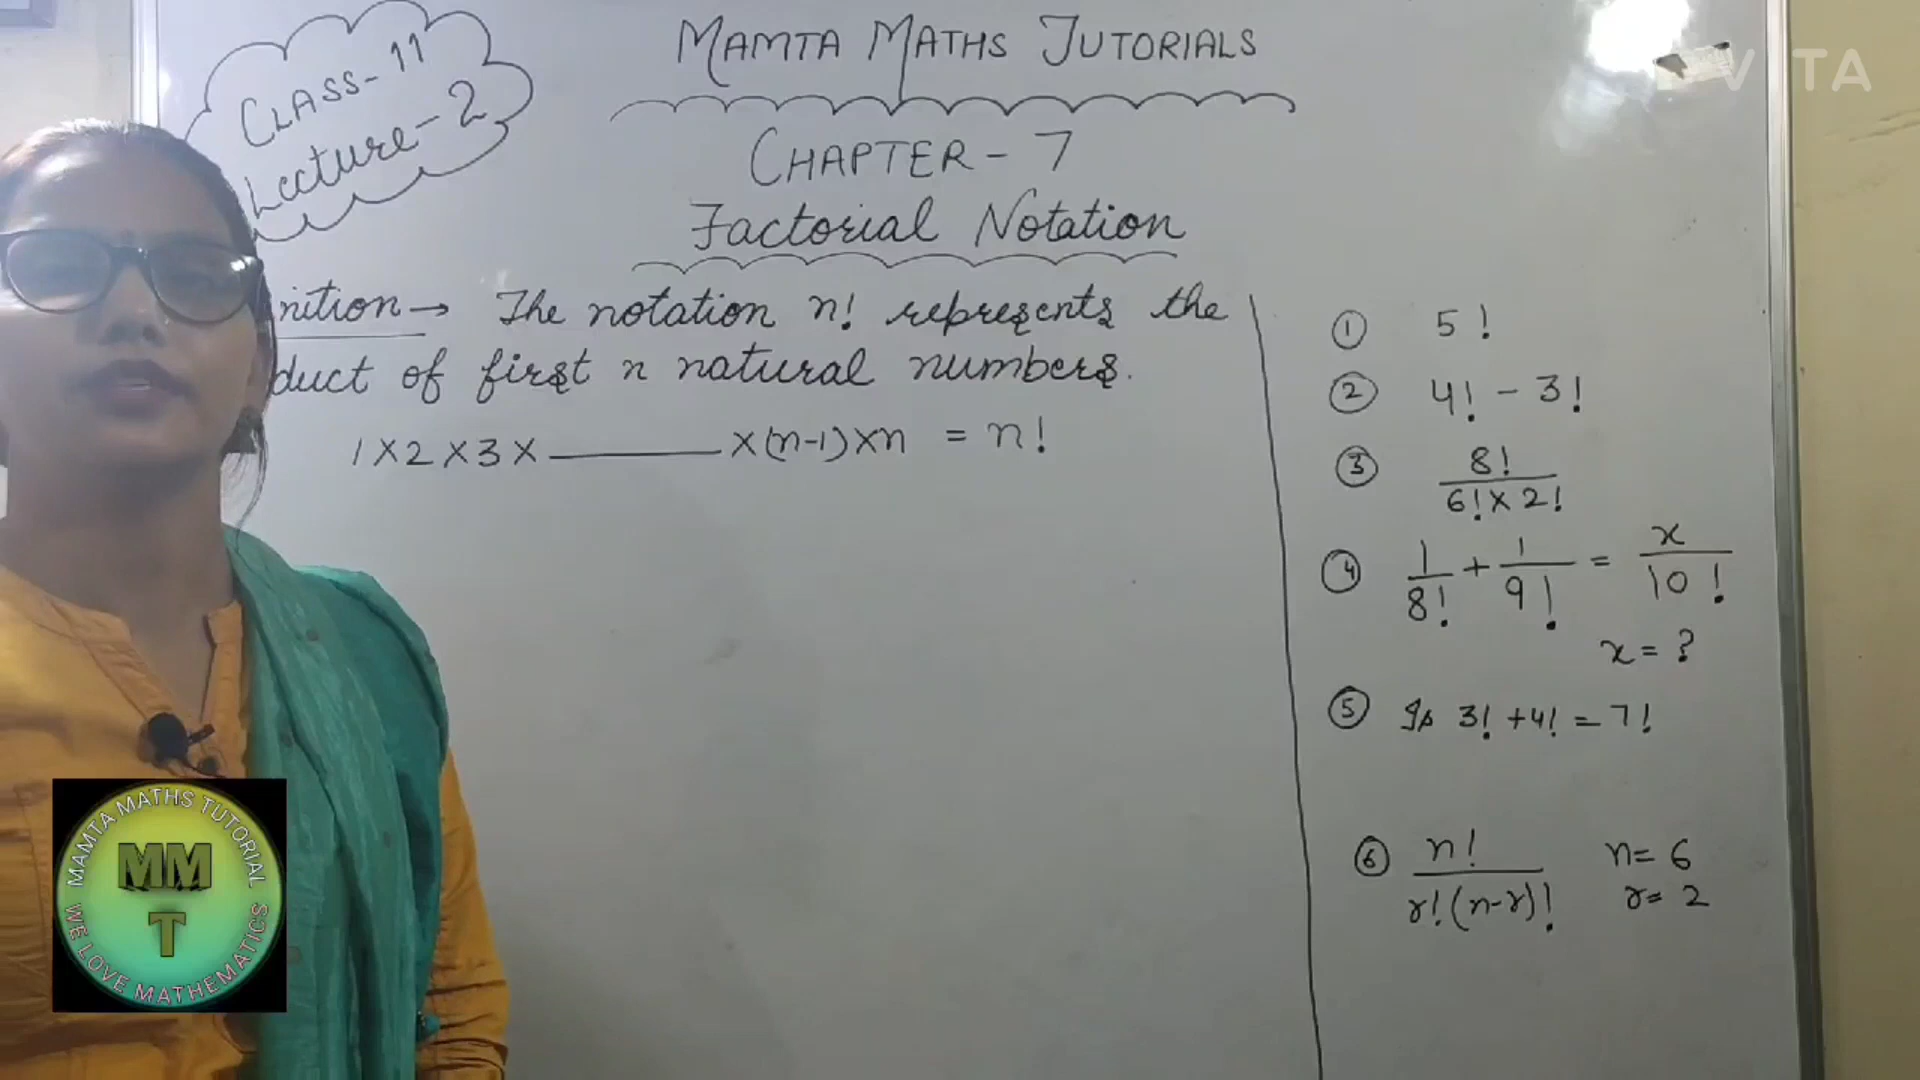 CLASS-11
Lecture-2
MAMTA MATHS TUTORIALS
CHAPTER-7
Factorial Notation
nition → The notation n! represents the
duct of first n natural numbers.
1×2×3×______×(n-1)×n = n!
① 5!
② 4! - 3!
③ 8!
6!×2!
④ 1/8! + 1/9! = x/10!
x = ?
⑤ Is 3! + 4! = 7!
⑥ n!
r!(n-r)!
n= 6
r= 2
MAMTA MATHS TUTORIAL
MM
T
WE LOVE MATHEMATICS